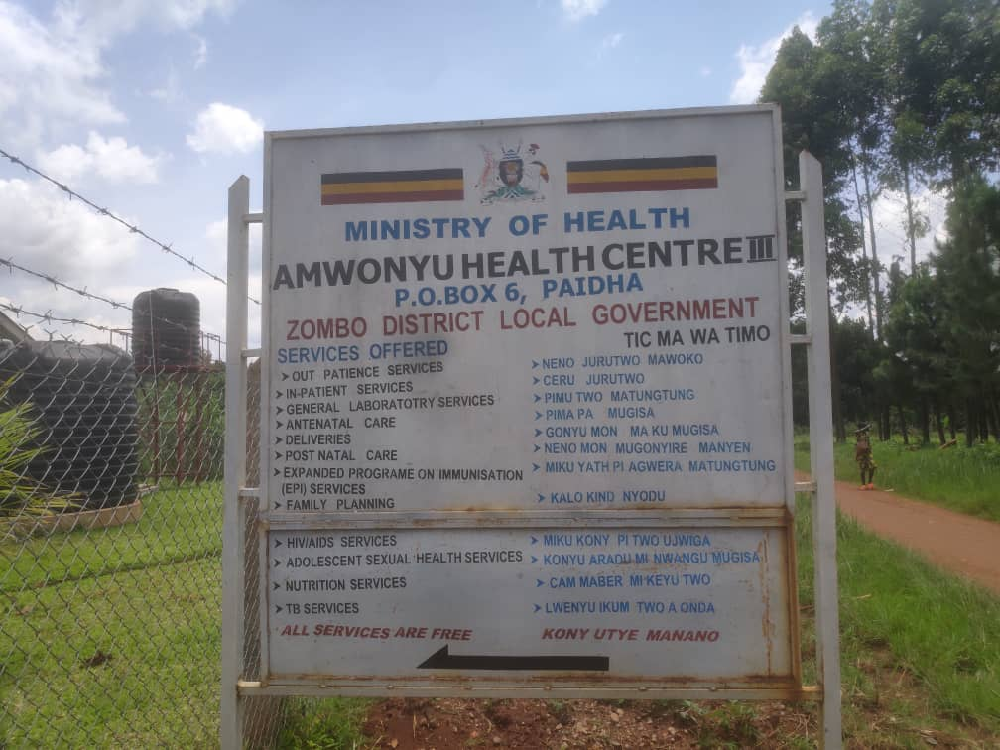 MINISTRY OF HEALTH
AMWONYU HEALTH CENTRE III
P.O.BOX 6, PAIDHA
ZOMBO DISTRICT LOCAL GOVERNMENT
SERVICES OFFERED
OUT PATIENCE SERVICES
IN-PATIENT SERVICES
GENERAL LABORATOTRY SERVICES
ANTENATAL CARE
DELIVERIES
POST NATAL CARE
EXPANDED PROGRAME ON IMMUNISATION
(EPI) SERVICES
FAMILY PLANNING
TIC MA WA TIMO
NENO JURUTWO MAWOKO
CERU JURUTWO
PIMU TWO MATUNGTUNG
PIMA PA MUGISA
GONYU MON MA KU MUGISA
NENO MON MUGONYIRE MANYEN
MIKU YATH PI AGWERA MATUNGTUNG
KALO KIND NYODU
HIV/AIDS SERVICES
ADOLESCENT SEXUAL HEALTH SERVICES
NUTRITION SERVICES
TB SERVICES
ALL SERVICES ARE FREE
MIKU KONY PI TWO UJWIGA
KONYU ARADU MI NWANGU MUGISA
CAM MABER MI KEYU TWO
LWENYU IKUM TWO A ONDA
KONY UTYE MANANO